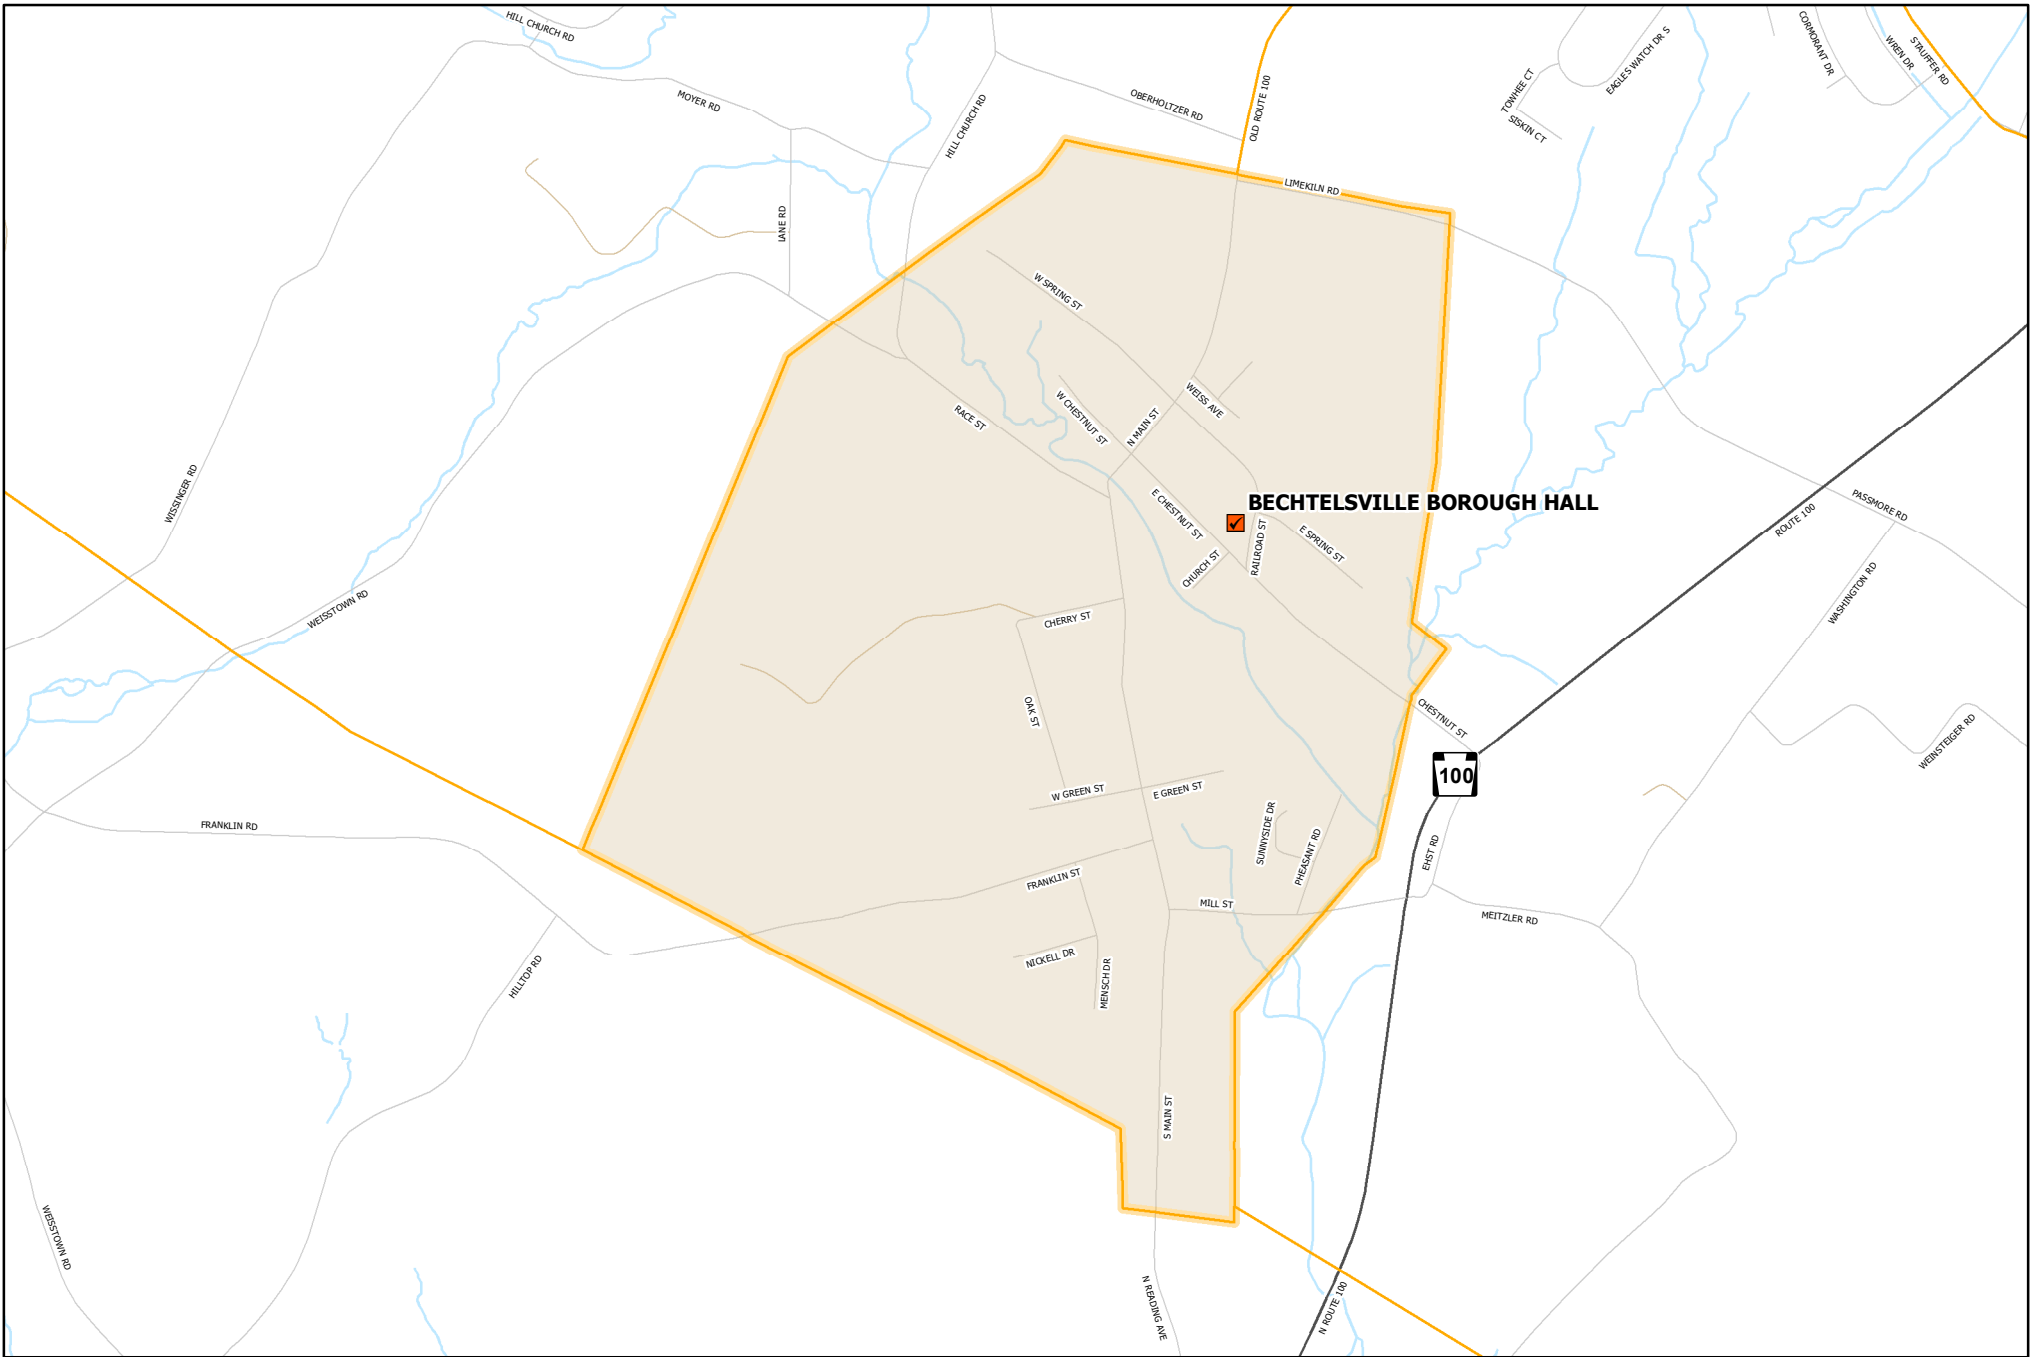 HILL CHURCH RD
MOYER RD
HILL CHURCH RD
OBERHOLTZER RD
OLD ROUTE 100
TOWHEE CT
SISKIN CT
EAGLES WATCH DR S
CORMORANT DR
WREN DR
STAUFFER RD
LIMEKILN RD
LANE RD
W SPRING ST
WEISS AVE
W CHESTNUT ST
N MAIN ST
RACE ST
WISSINGER RD
E CHESTNUT ST
BECHTELSVILLE BOROUGH HALL
RAILROAD ST
E SPRING ST
CHURCH ST
PASSMORE RD
ROUTE 100
WASHINGTON RD
WEISSTOWN RD
CHERRY ST
OAK ST
CHESTNUT ST
WEINSTEIGER RD
100
W GREEN ST
E GREEN ST
SUNNYSIDE DR
PHEASANT RD
EHST RD
FRANKLIN RD
FRANKLIN ST
MILL ST
MEITZLER RD
NICKELL DR
MENSCH DR
HILLTOP RD
S MAIN ST
WEISSTOWN RD
N READING AVE
N ROUTE 100